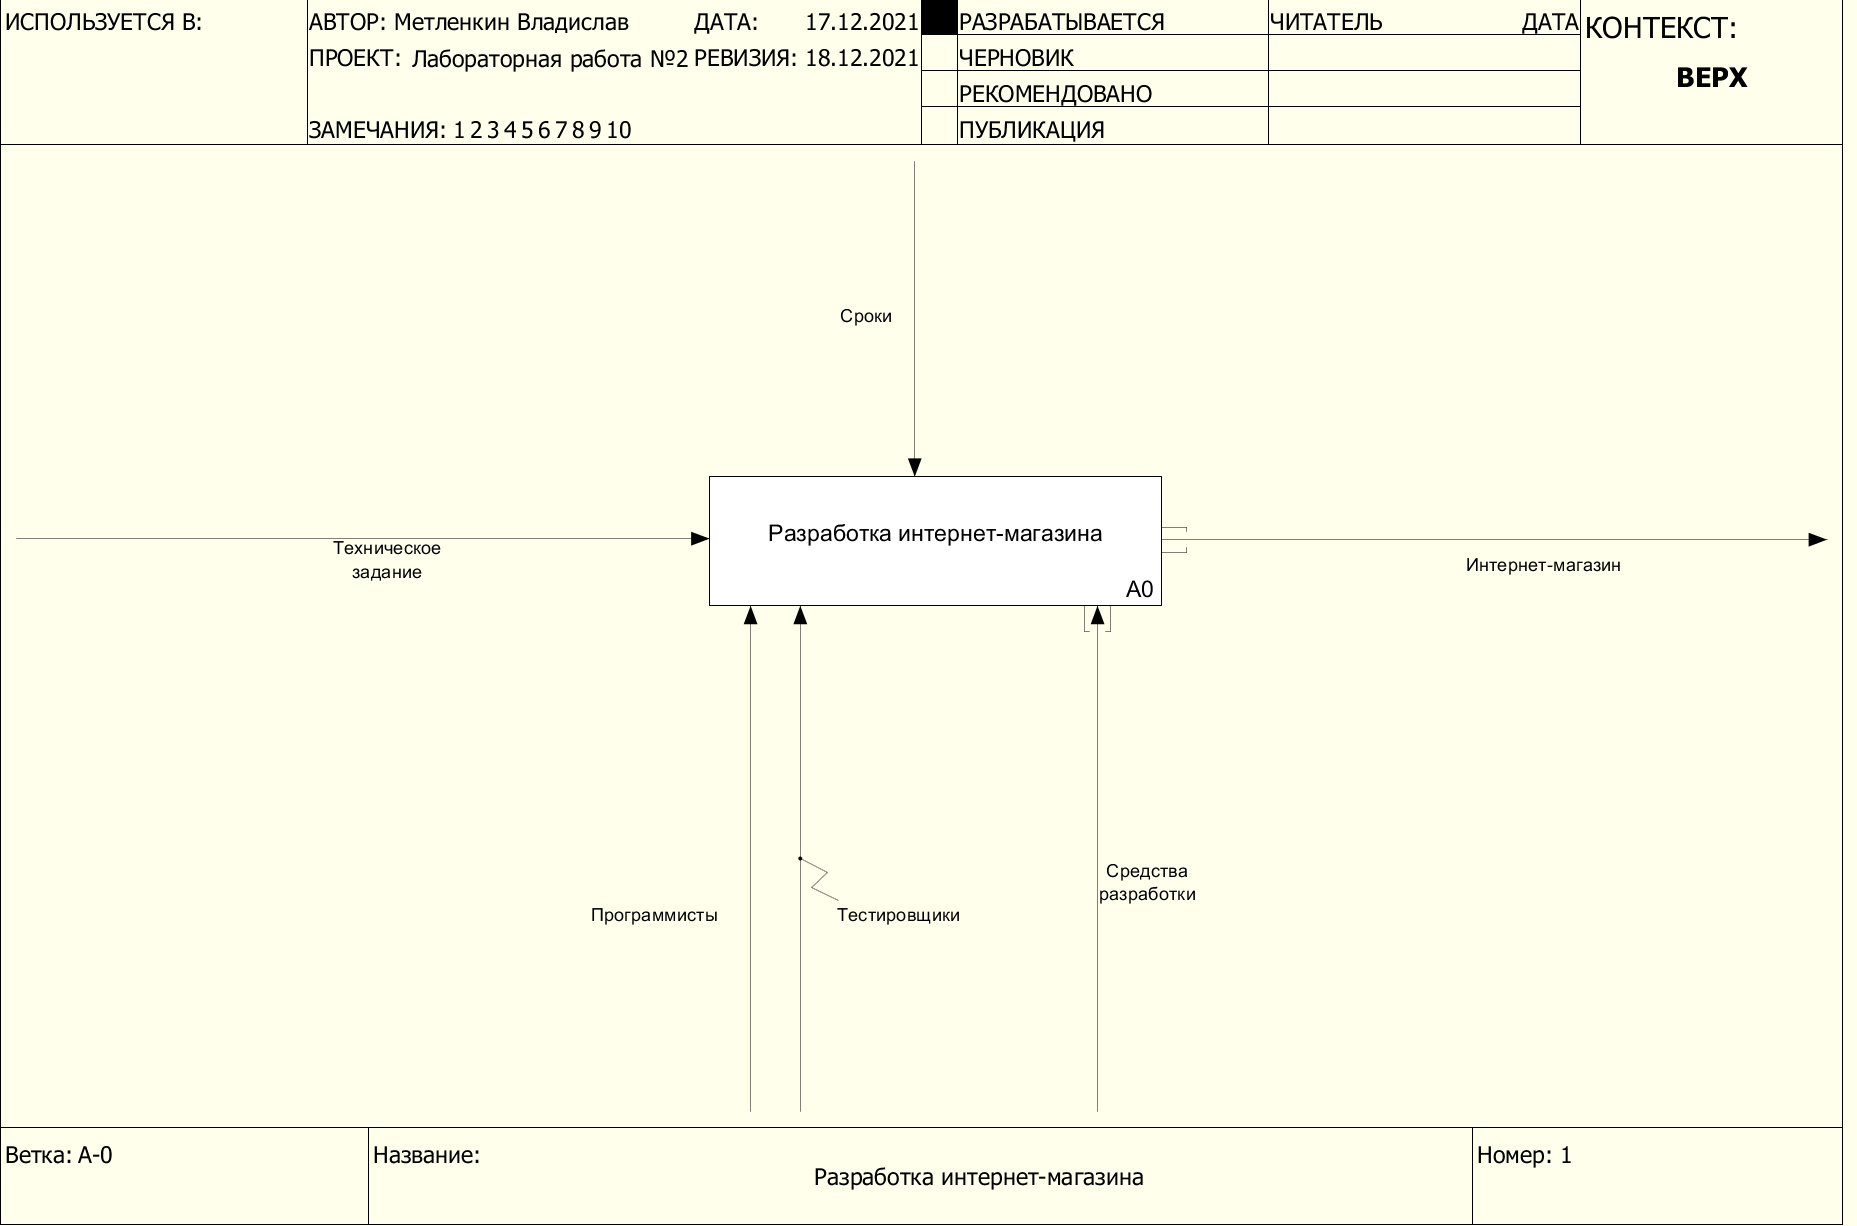 ИСПОЛЬЗУЕТСЯ В:
АВТОР: Метленкин Владислав ДАТА: 17.12.2021
ПРОЕКТ: Лабораторная работа №2 РЕВИЗИЯ: 18.12.2021
ЗАМЕЧАНИЯ: 1 2 3 4 5 6 7 8 9 10
РАЗРАБАТЫВАЕТСЯ
ЧЕРНОВИК
РЕКОМЕНДОВАНО
ПУБЛИКАЦИЯ
ЧИТАТЕЛЬ ДАТА
КОНТЕКСТ:
ВЕРХ
Сроки
Разработка интернет-магазина
A0
Техническое
задание
Интернет-магазин
Программисты
Тестировщики
Средства
разработки
Ветка: A-0
Название:
Разработка интернет-магазина
Номер: 1